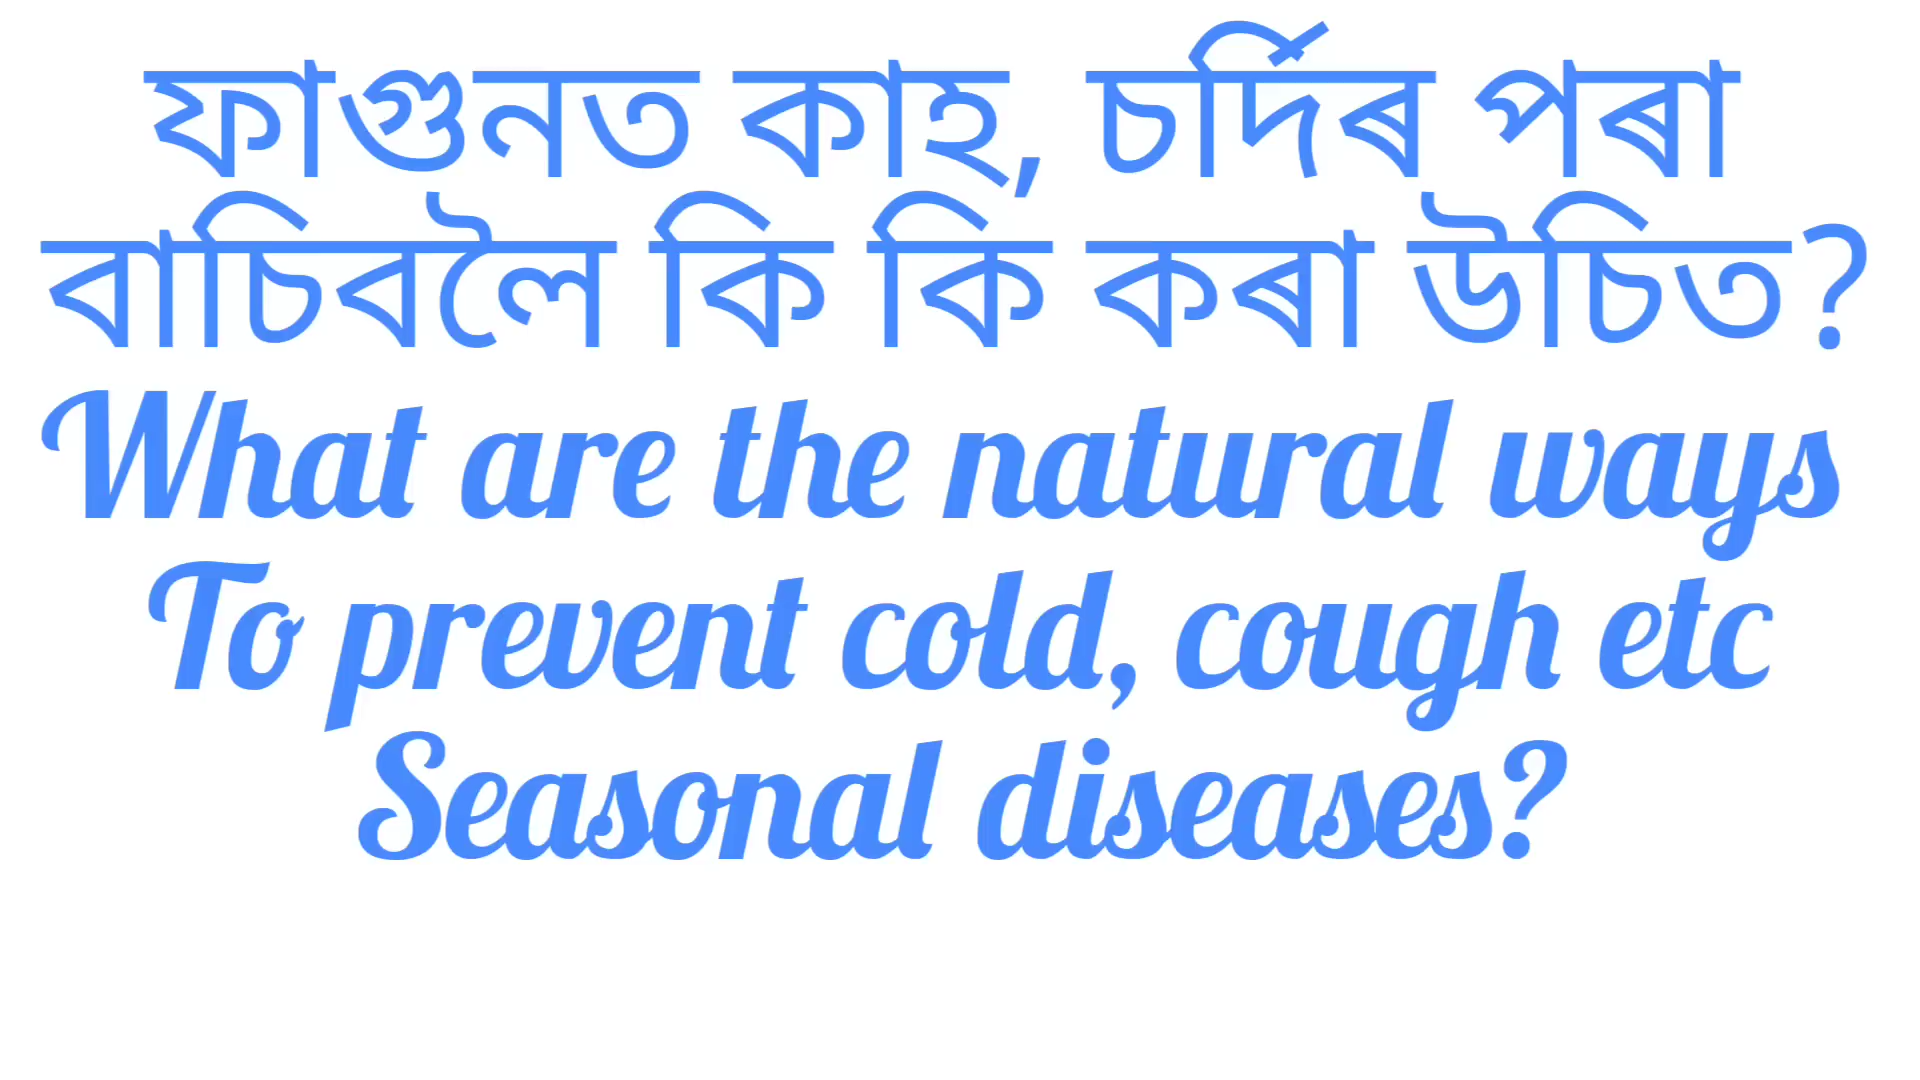 ফাগুনত কাহ, চৰ্দিৰ পৰা
বাচিবলৈ কি কি কৰা উচিত?
What are the natural ways
To prevent cold, cough etc
Seasonal diseases?